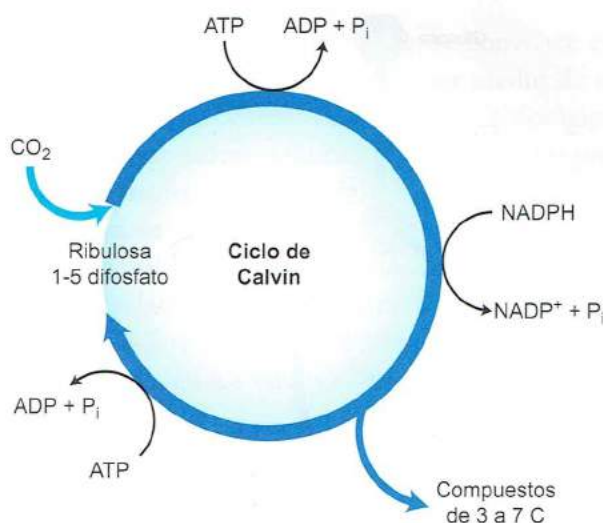 ATP
ADP + Pi
CO2
NADPH
Ribulosa
1-5 difosfato
Ciclo de
Calvin
NADP+ + Pi
ADP + Pi
ATP
Compuestos
de 3 a 7 C